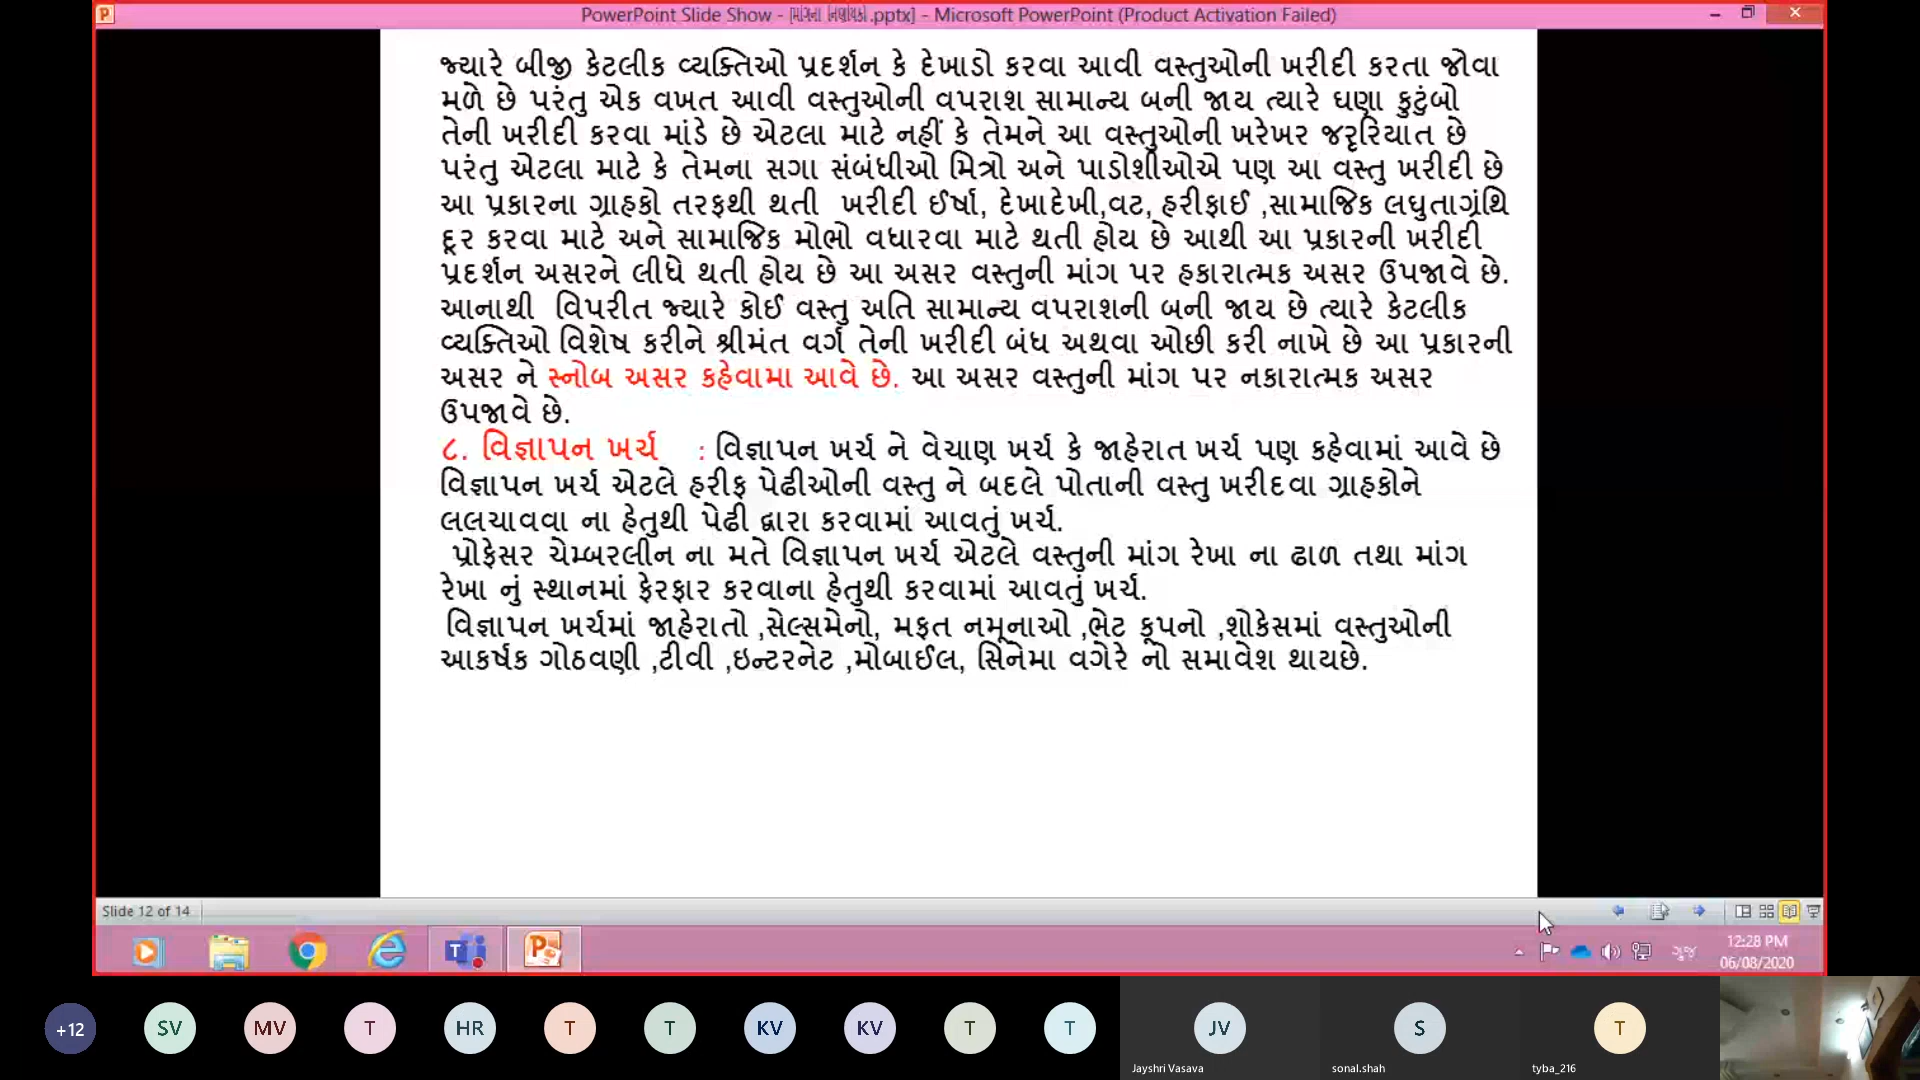 PowerPoint Slide Show - [ .pptx] - Microsoft PowerPoint (Product Activation Failed)
જ્યારે બીજી કેટલીક વ્યક્તિઓ પ્રદર્શન કે દેખાડો કરવા આવી વસ્તુઓની ખરીદી કરતા જોવા
મળે છે પરંતુ એક વખત આવી વસ્તુઓની વપરાશ સામાન્ય બની જાય ત્યારે ઘણા કુટુંબો
તેની ખરીદી કરવા માંડે છે એટલા માટે નહીં કે તેમને આ વસ્તુઓની ખરેખર જરૂરિયાત છે
પરંતુ એટલા માટે કે તેમના સગા સંબંધીઓ મિત્રો અને પાડોશીઓએ પણ આ વસ્તુ ખરીદી છે
આ પ્રકારના ગ્રાહકો તરફથી થતી  ખરીદી ઈર્ષા, દેખાદેખી,વટ, હરીફાઈ ,સામાજિક લઘુતાગ્રંથિ
દૂર કરવા માટે અને સામાજિક મોભો વધારવા માટે થતી હોય છે આથી આ પ્રકારની ખરીદી
પ્રદર્શન અસરને લીધે થતી હોય છે આ અસર વસ્તુની માંગ પર હકારાત્મક અસર ઉપજાવે છે.
આનાથી  વિપરીત જ્યારે કોઈ વસ્તુ અતિ સામાન્ય વપરાશની બની જાય છે ત્યારે કેટલીક
વ્યક્તિઓ વિશેષ કરીને શ્રીમંત વર્ગ તેની ખરીદી બંધ અથવા ઓછી કરી નાખે છે આ પ્રકારની
અસર ને સ્નોબ અસર કહેવામા આવે છે. આ અસર વસ્તુની માંગ પર નકારાત્મક અસર
ઉપજાવે છે.
૮. વિજ્ઞાપન ખર્ચ   : વિજ્ઞાપન ખર્ચ ને વેચાણ ખર્ચ કે જાહેરાત ખર્ચ પણ કહેવામાં આવે છે
વિજ્ઞાપન ખર્ચ એટલે હરીફ પેઢીઓની વસ્તુ ને બદલે પોતાની વસ્તુ ખરીદવા ગ્રાહકોને
લલચાવવા ના હેતુથી પેઢી દ્વારા કરવામાં આવતું ખર્ચ.
પ્રોફેસર ચેમ્બરલીન ના મતે વિજ્ઞાપન ખર્ચ એટલે વસ્તુની માંગ રેખા ના ઢાળ તથા માંગ
રેખા નું સ્થાનમાં ફેરફાર કરવાના હેતુથી કરવામાં આવતું ખર્ચ.
વિજ્ઞાપન ખર્ચમાં જાહેરાતો ,સેલ્સમેનો, મફત નમૂનાઓ ,ભેટ કૂપનો ,શોકેસમાં વસ્તુઓની
આકર્ષક ગોઠવણી ,ટીવી ,ઇન્ટરનેટ ,મોબાઈલ, સિનેમા વગેરે નો સમાવેશ થાયછે.
Slide 12 of 14
12:28 PM
06/08/2020
+12 SV MV T HR T T KV KV T T JV S T
Jayshri Vasava sonal.shah tyba_216